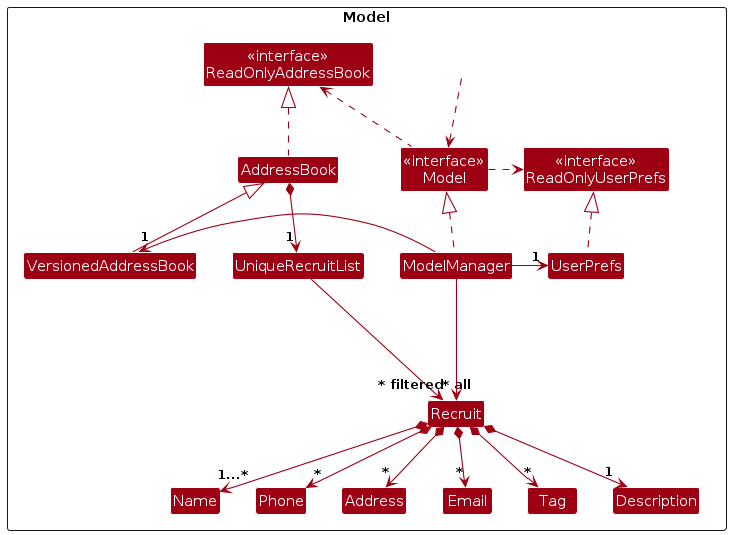 Model
«interface»
ReadOnlyAddressBook
AddressBook
«interface»
Model
«interface»
ReadOnlyUserPrefs
1
1
1
VersionedAddressBook
UniqueRecruitList
ModelManager
UserPrefs
* filtered
* all
Recruit
1...*
*
*
*
*
1
Name
Phone
Address
Email
Tag
Description